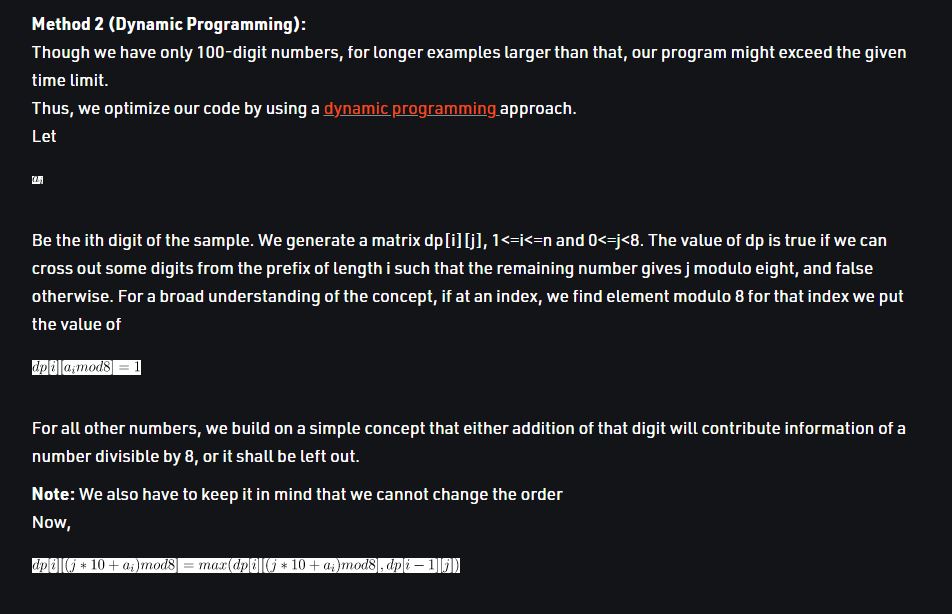 Method 2 (Dynamic Programming):
Though we have only 100-digit numbers, for longer examples larger than that, our program might exceed the given
time limit.
Thus, we optimize our code by using a dynamic programming approach.
Let
a_i
Be the ith digit of the sample. We generate a matrix dp[i][j], 1<=i<=n and 0<=j<8. The value of dp is true if we can
cross out some digits from the prefix of length i such that the remaining number gives j modulo eight, and false
otherwise. For a broad understanding of the concept, if at an index, we find element modulo 8 for that index we put
the value of
dp[i][a_i mod8] = 1
For all other numbers, we build on a simple concept that either addition of that digit will contribute information of a
number divisible by 8, or it shall be left out.
Note: We also have to keep it in mind that we cannot change the order
Now,
dp[i][(j * 10 + a_i)mod8] = max(dp[i][(j * 10 + a_i)mod8], dp[i − 1][j])